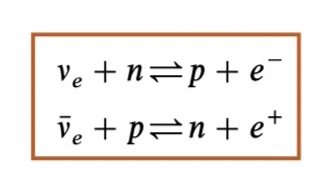 νₑ + n ⇌ p + e⁻
ν̄ₑ + p ⇌ n + e⁺